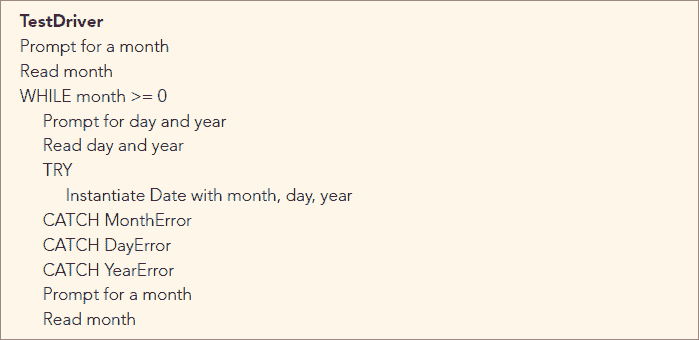 TestDriver
Prompt for a month
Read month
WHILE month >= 0
Prompt for day and year
Read day and year
TRY
Instantiate Date with month, day, year
CATCH MonthError
CATCH DayError
CATCH YearError
Prompt for a month
Read month